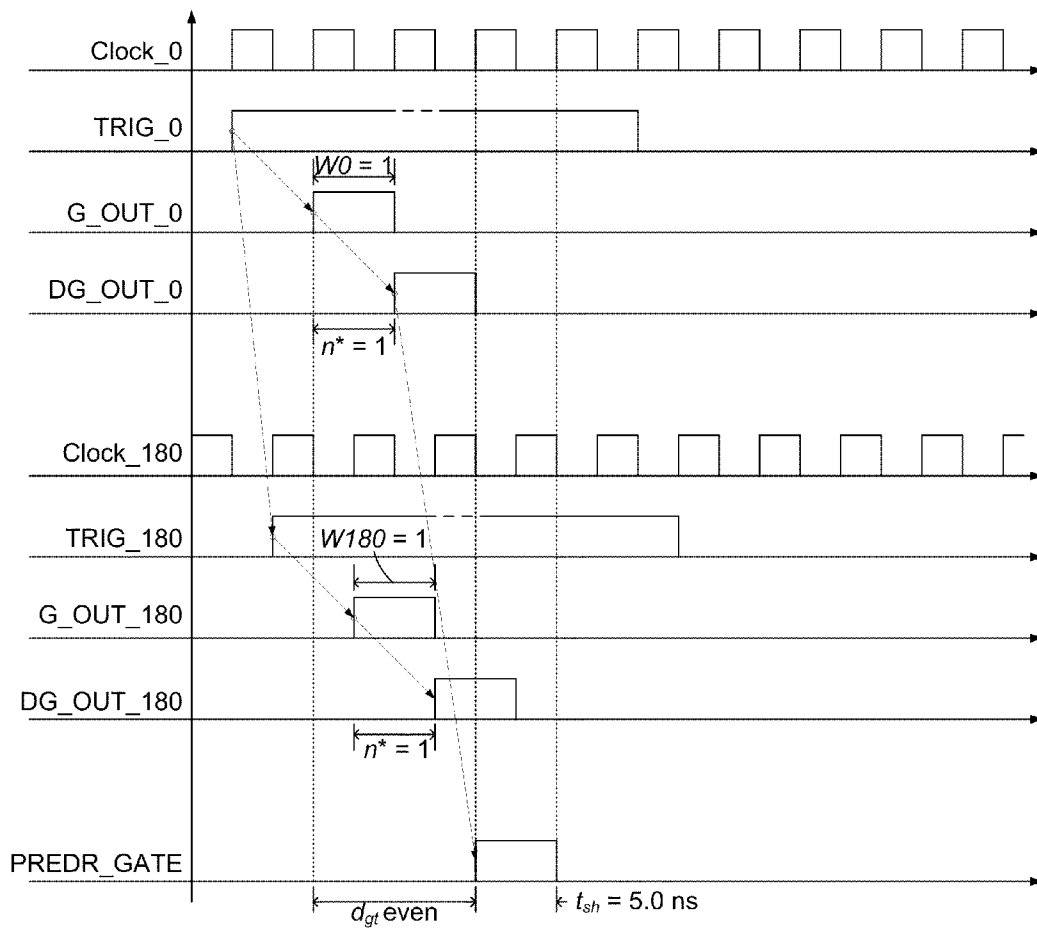 Clock_0
TRIG_0
W0 = 1
G_OUT_0
DG_OUT_0
n* = 1
Clock_180
TRIG_180
W180 = 1
G_OUT_180
DG_OUT_180
n* = 1
PREDR_GATE
d_gt even
t_sh = 5.0 ns